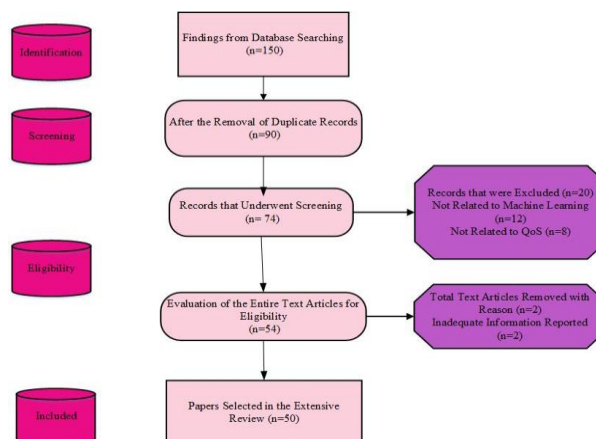 Identification
Findings from Database Searching
(n=150)
Screening
After the Removal of Duplicate Records
(n=90)
Records that Underwent Screening
(n= 74)
Records that were Excluded (n=20)
Not Related to Machine Learning
(n=12)
Not Related to QoS (n=8)
Eligibility
Evaluation of the Entire Text Articles for
Eligibility
(n=54)
Total Text Articles Removed with
Reason (n=2)
Inadequate Information Reported
(n=2)
Included
Papers Selected in the Extensive
Review (n=50)